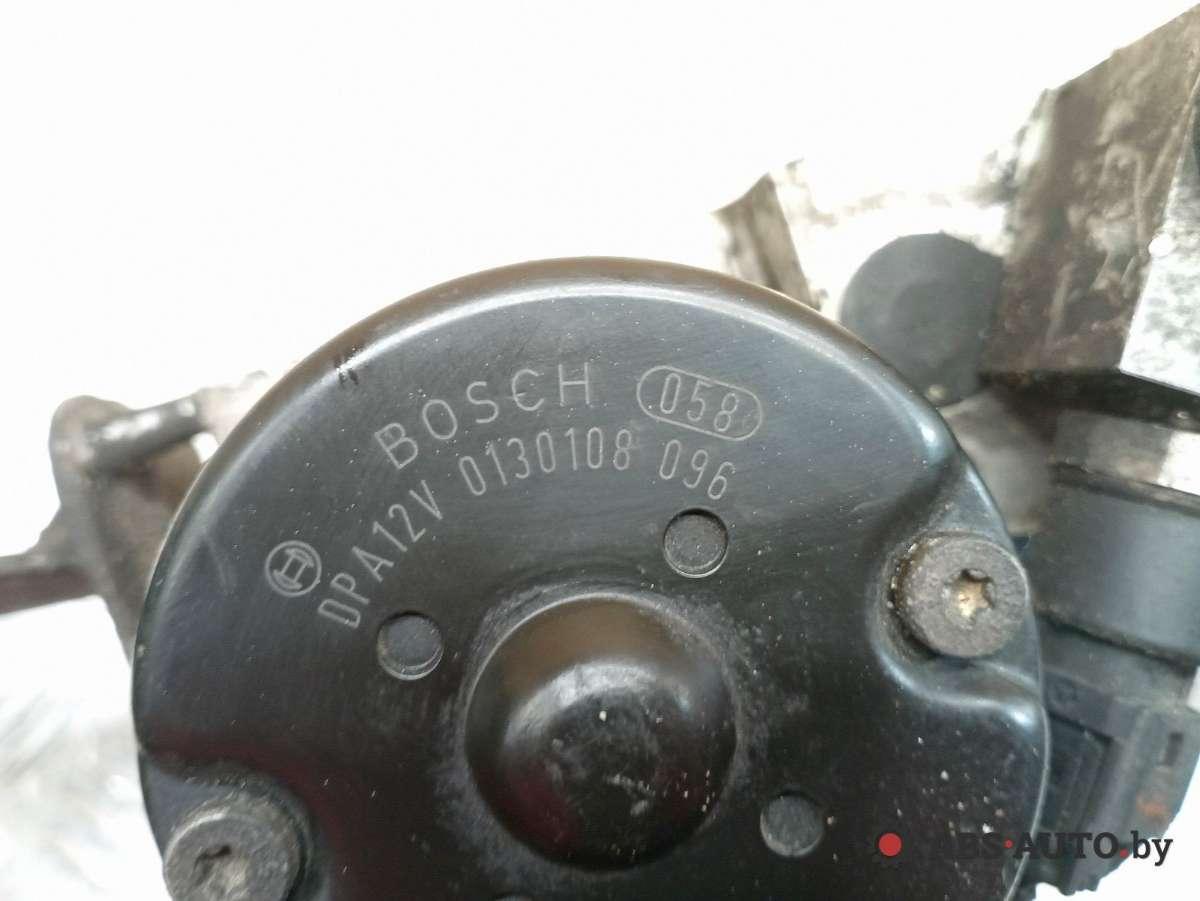 BOSCH 058
DPA12V 0130108 096
ABS-AUTO.by